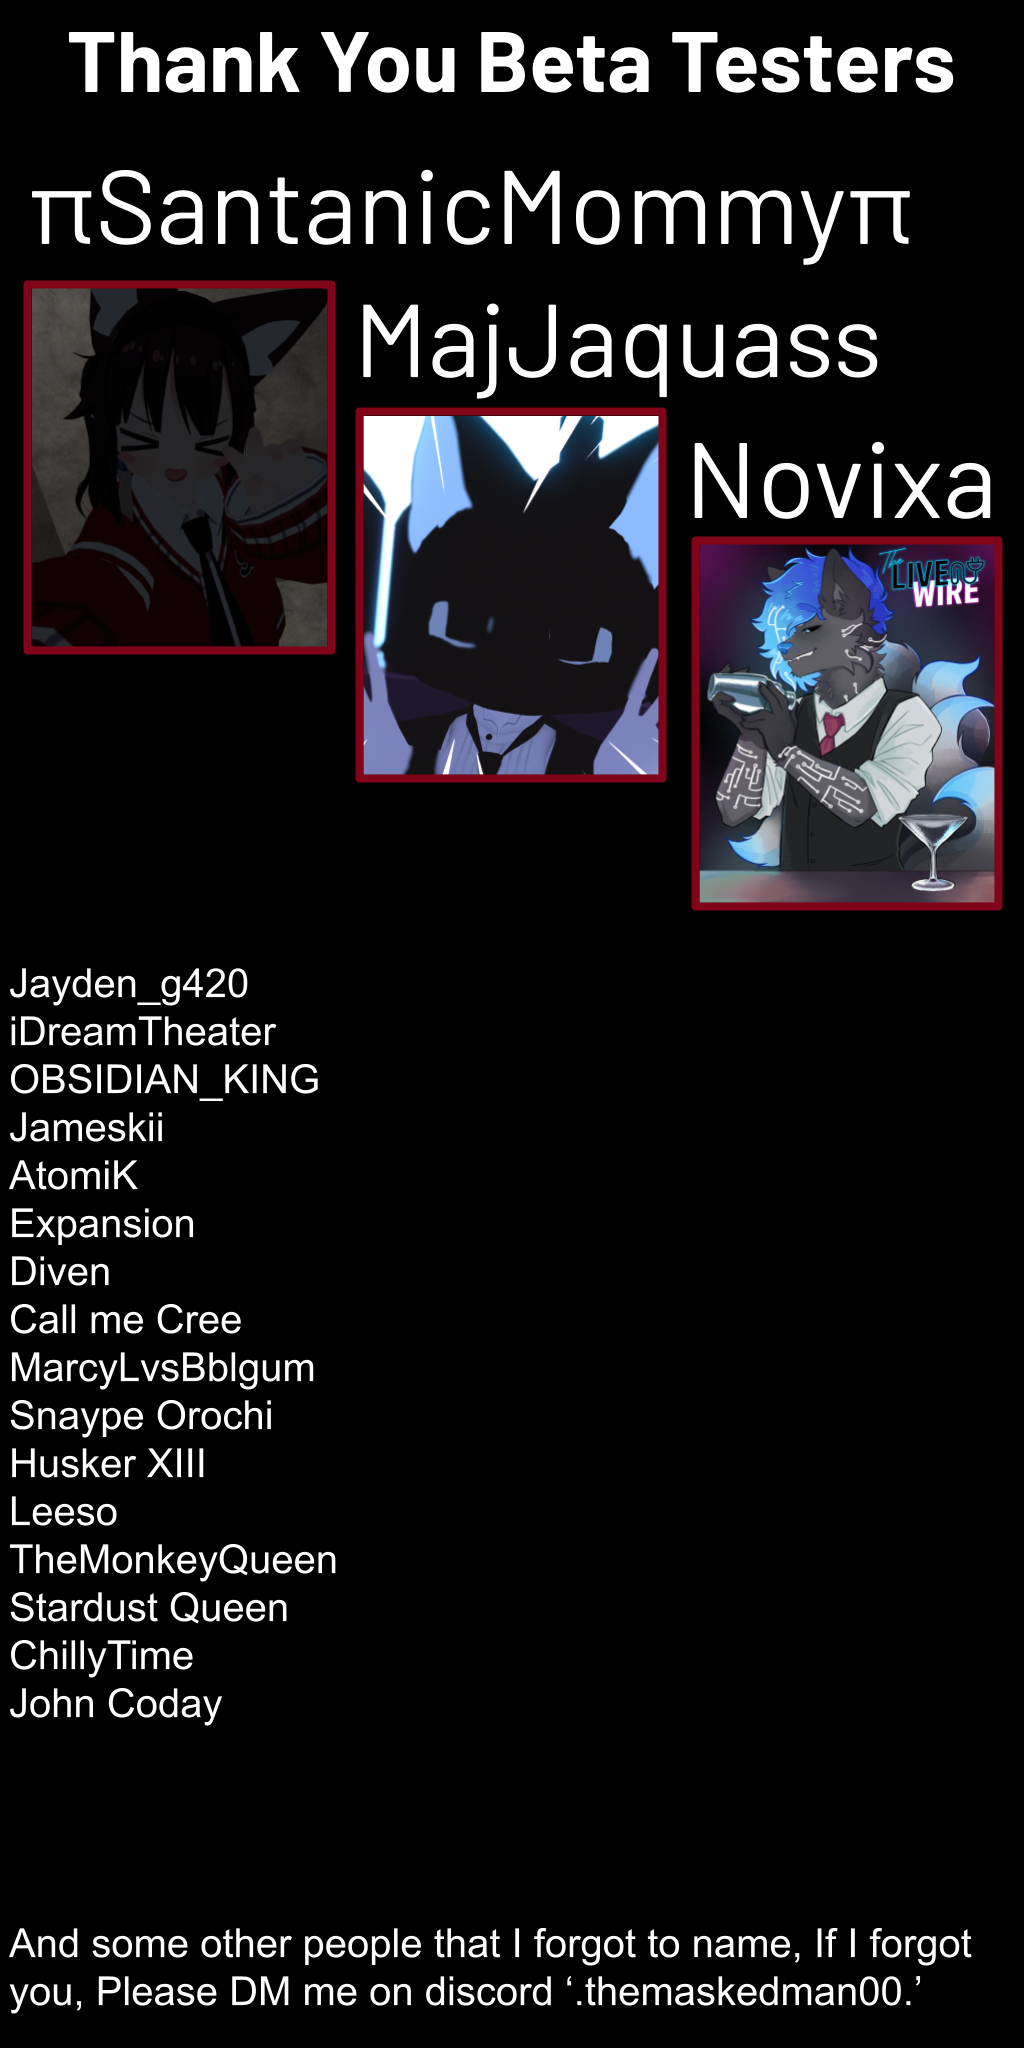 Thank You Beta Testers
πSantanicMommyπ
MajJaquass
Novixa
The
LIVE
WIRE
Jayden_g420
iDreamTheater
OBSIDIAN_KING
Jameskii
AtomiK
Expansion
Diven
Call me Cree
MarcyLvsBblgum
Snaype Orochi
Husker XIII
Leeso
TheMonkeyQueen
Stardust Queen
ChillyTime
John Coday
And some other people that I forgot to name, If I forgot
you, Please DM me on discord ‘.themaskedman00.’